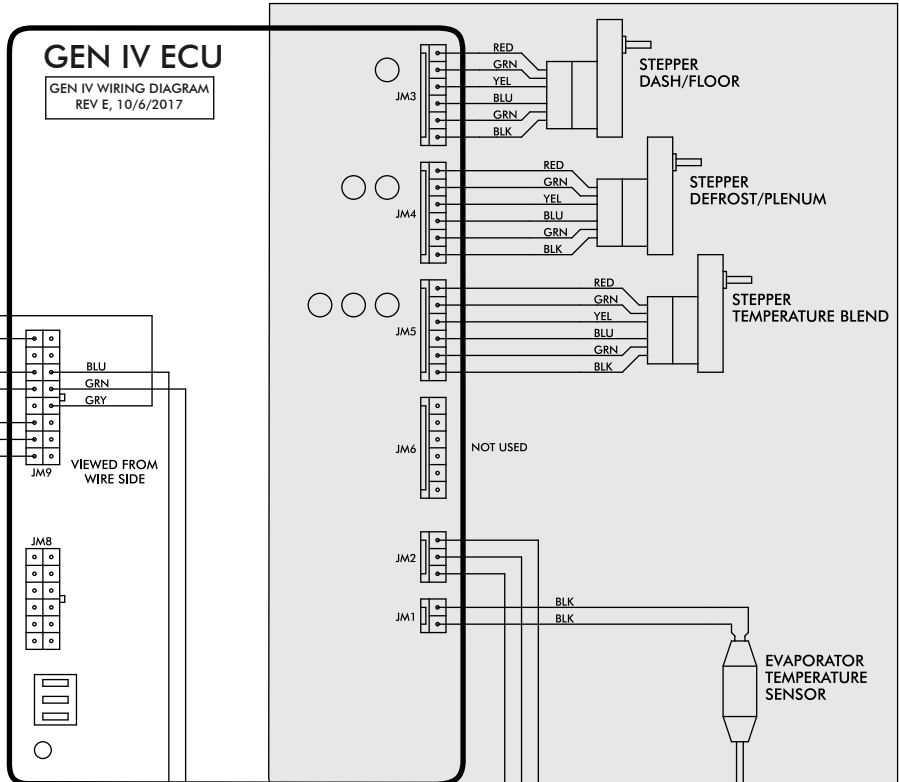 GEN IV ECU
GEN IV WIRING DIAGRAM
REV E, 10/6/2017
JM3
RED
GRN
YEL
BLU
GRN
BLK
STEPPER
DASH/FLOOR
JM4
RED
GRN
YEL
BLU
GRN
BLK
STEPPER
DEFROST/PLENUM
JM5
RED
GRN
YEL
BLU
GRN
BLK
STEPPER
TEMPERATURE BLEND
BLU
GRN
GRY
JM9
VIEWED FROM
WIRE SIDE
JM6
NOT USED
JM8
JM2
JM1
BLK
BLK
EVAPORATOR
TEMPERATURE
SENSOR